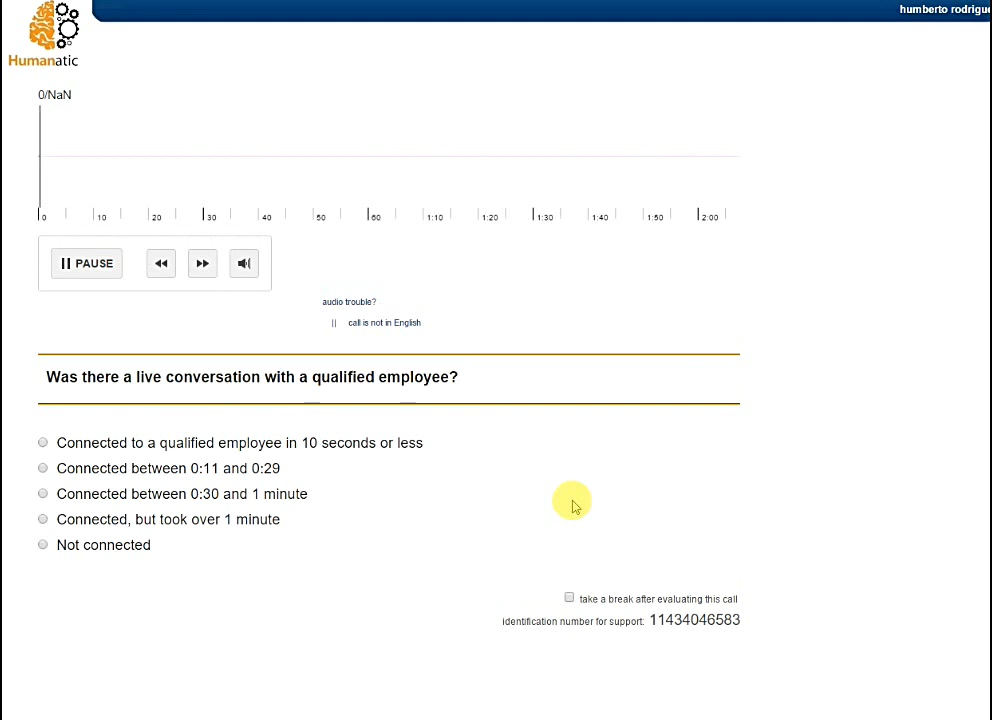 humberto rodrigu
Humanatic
0/NaN
0 10 20 30 40 50 60 1:10 1:20 1:30 1:40 1:50 2:00
PAUSE
audio trouble?
|| call is not in English
Was there a live conversation with a qualified employee?
Connected to a qualified employee in 10 seconds or less
Connected between 0:11 and 0:29
Connected between 0:30 and 1 minute
Connected, but took over 1 minute
Not connected
take a break after evaluating this call
identification number for support: 11434046583